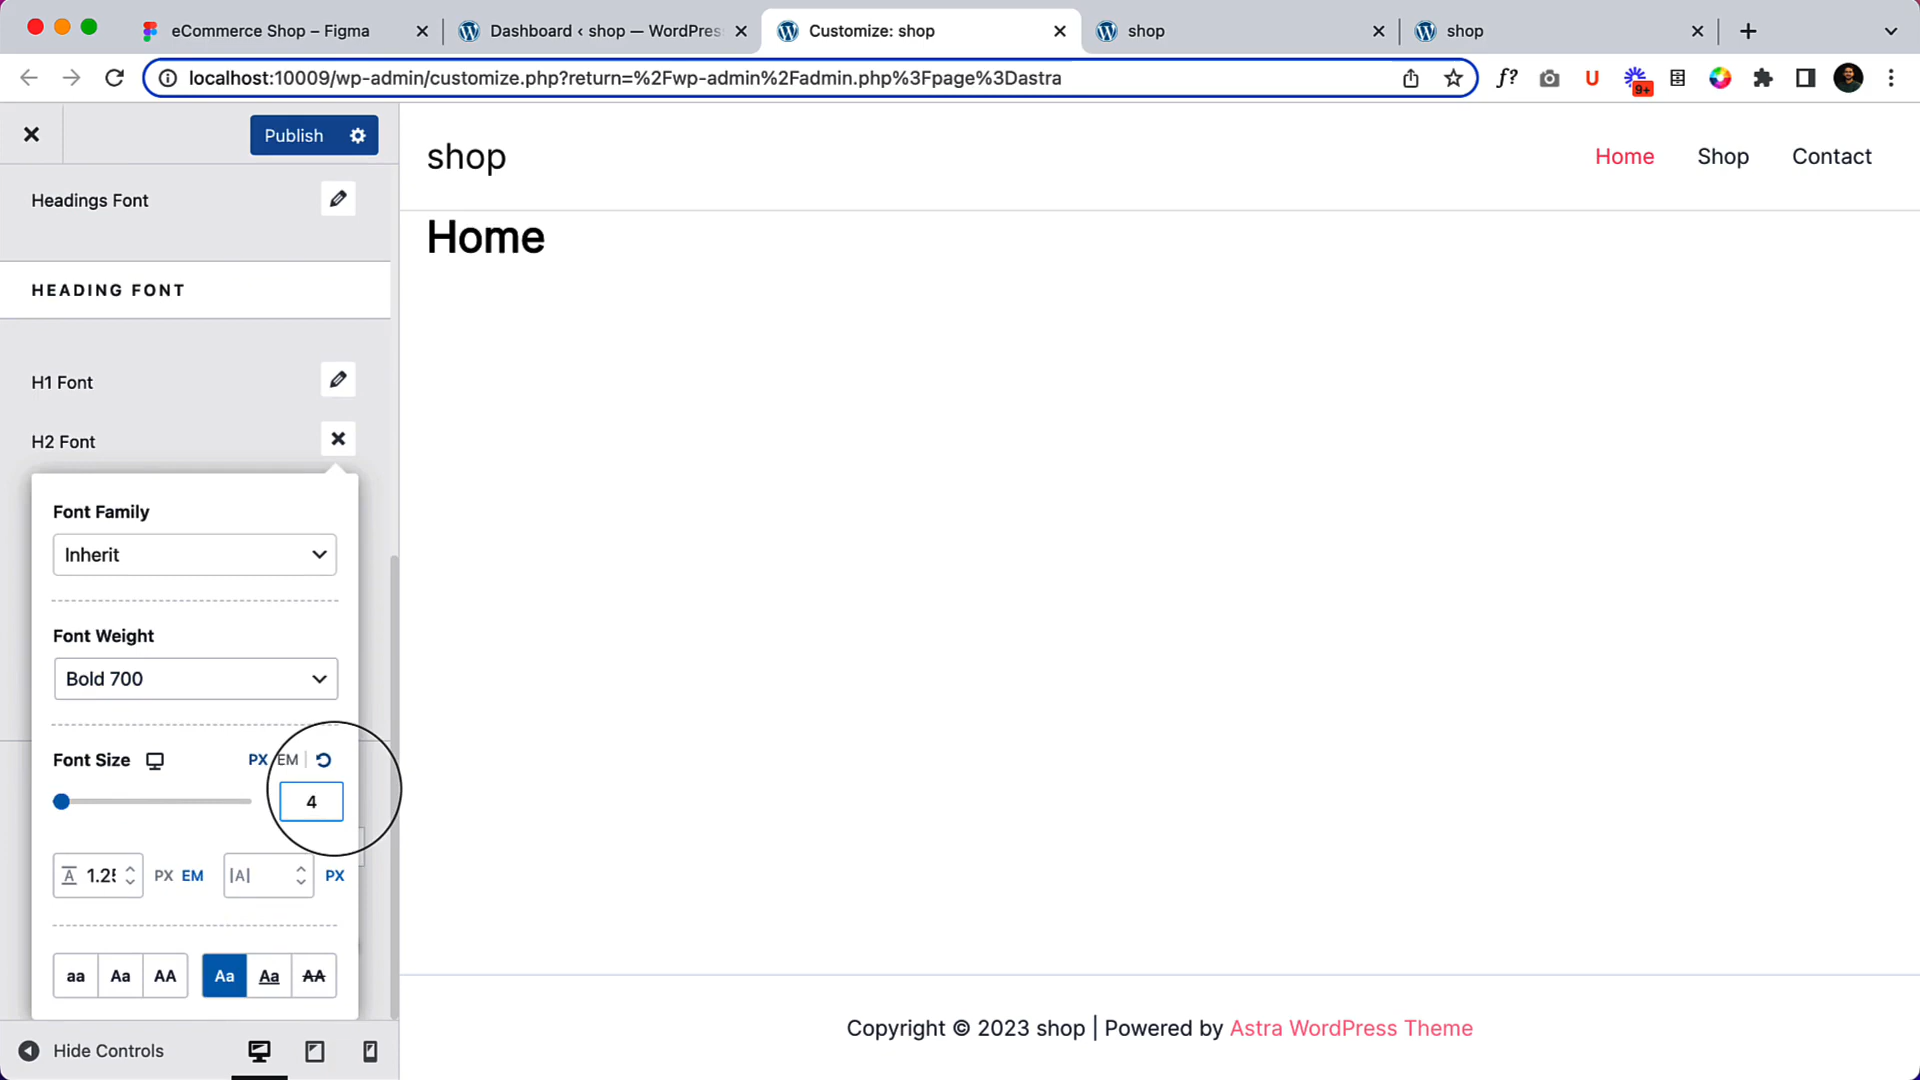 eCommerce Shop – Figma
Dashboard ‹ shop — WordPres
Customize: shop
shop
shop
localhost:10009/wp-admin/customize.php?return=%2Fwp-admin%2Fadmin.php%3Fpage%3Dastra
f?
U
9+
Publish
shop
Home
Shop
Contact
Headings Font
Home
HEADING FONT
H1 Font
H2 Font
Font Family
Inherit
Font Weight
Bold 700
Font Size
PX EM
4
A 1.25
PX EM
|A|
PX
aa Aa AA Aa Aa AA
Copyright © 2023 shop | Powered by Astra WordPress Theme
Hide Controls